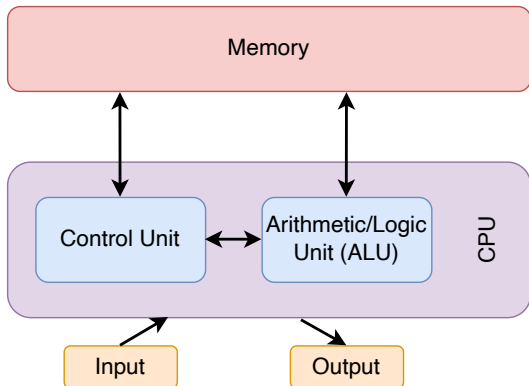 Memory
Control Unit
Arithmetic/Logic
Unit (ALU)
CPU
Input
Output